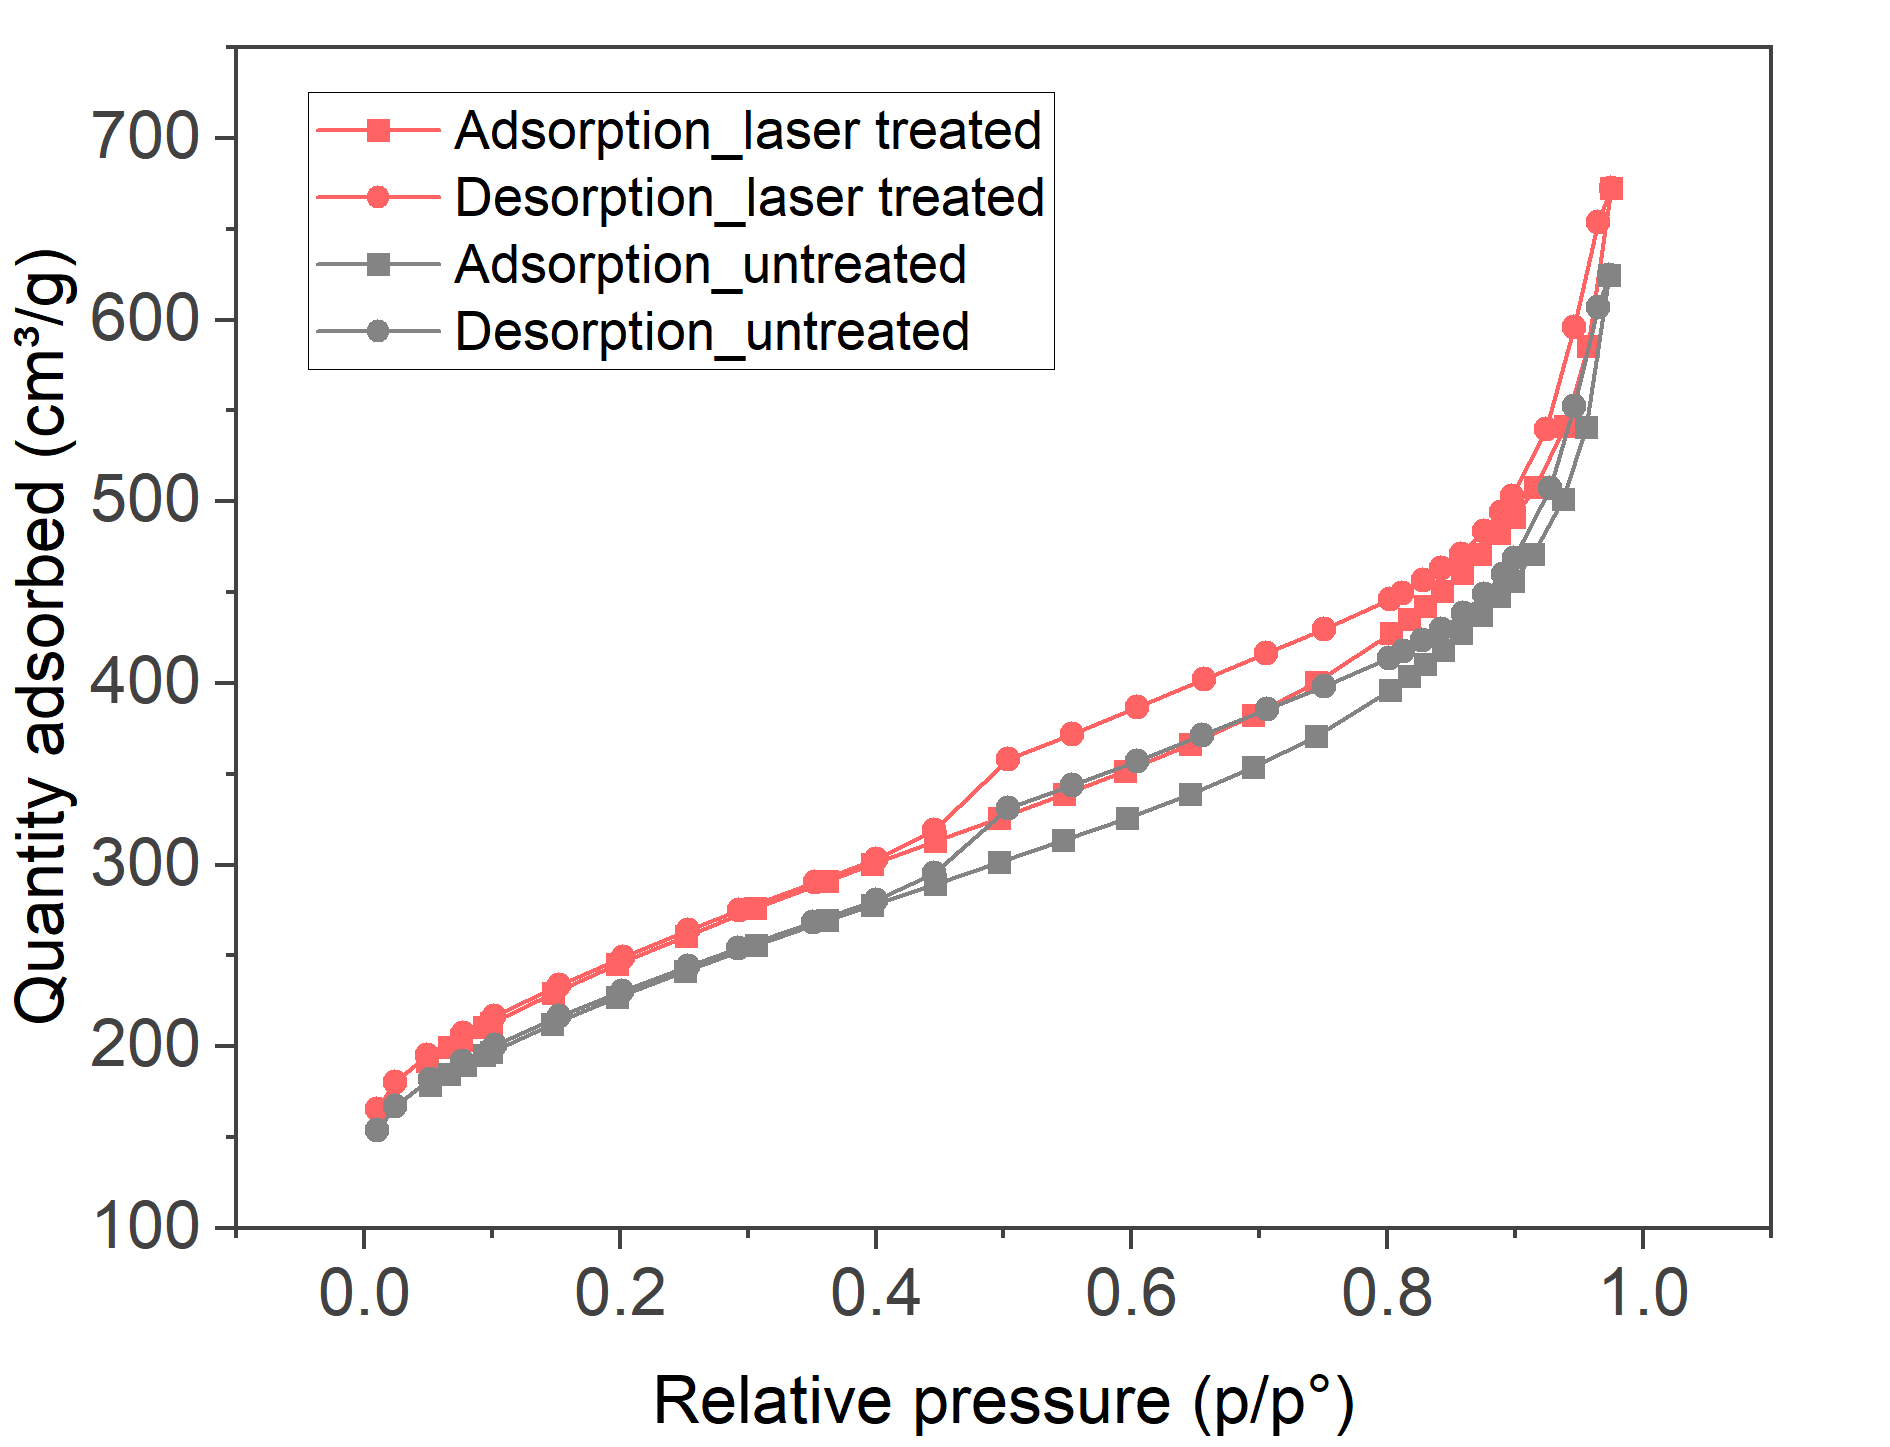 Adsorption_laser treated
Desorption_laser treated
Adsorption_untreated
Desorption_untreated
Quantity adsorbed (cm³/g)
700
600
500
400
300
200
100
0.0 0.2 0.4 0.6 0.8 1.0
Relative pressure (p/p°)